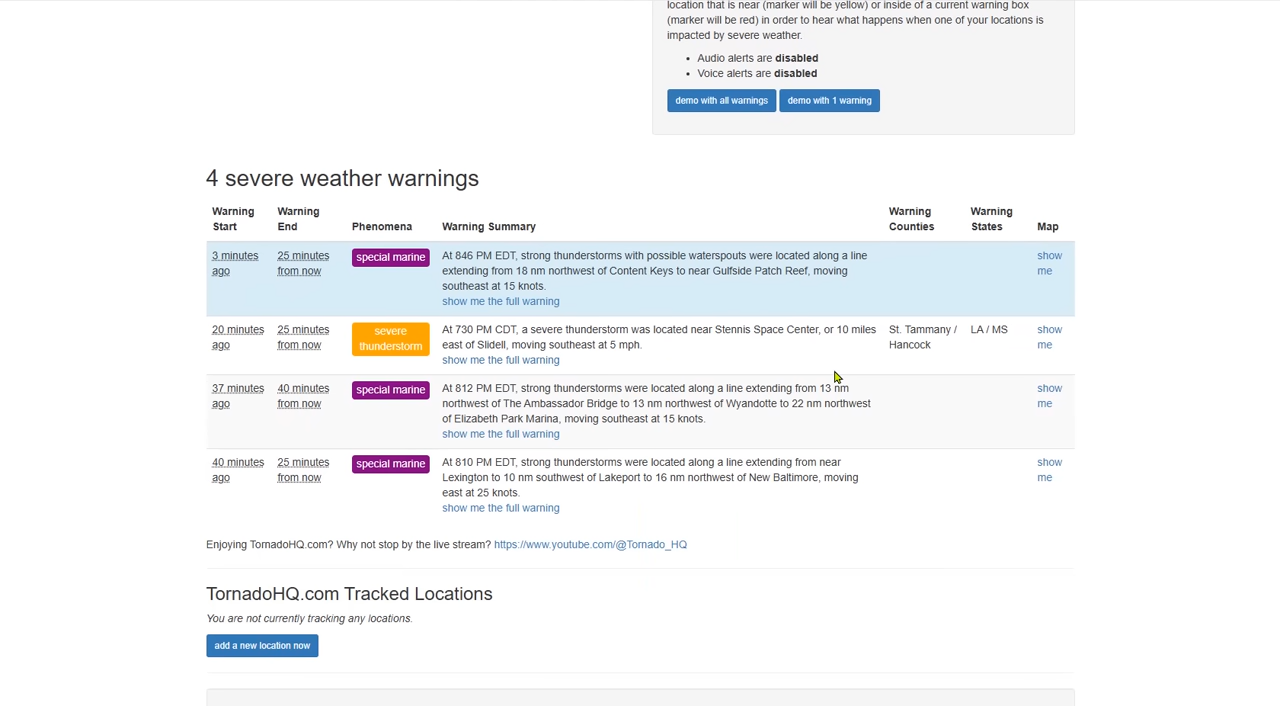 location that is near (marker will be yellow) or inside of a current warning box
(marker will be red) in order to hear what happens when one of your locations is
impacted by severe weather.
• Audio alerts are disabled
• Voice alerts are disabled
demo with all warnings demo with 1 warning
4 severe weather warnings
Warning Start Warning End Phenomena Warning Summary Warning Counties Warning States Map
3 minutes ago 25 minutes from now special marine At 846 PM EDT, strong thunderstorms with possible waterspouts were located along a line
extending from 18 nm northwest of Content Keys to near Gulfside Patch Reef, moving
southeast at 15 knots.
show me the full warning
show me
20 minutes ago 25 minutes from now severe thunderstorm At 730 PM CDT, a severe thunderstorm was located near Stennis Space Center, or 10 miles
east of Slidell, moving southeast at 5 mph.
show me the full warning
St. Tammany / Hancock LA / MS show me
37 minutes ago 40 minutes from now special marine At 812 PM EDT, strong thunderstorms were located along a line extending from 13 nm
northwest of The Ambassador Bridge to 13 nm northwest of Wyandotte to 22 nm northwest
of Elizabeth Park Marina, moving southeast at 15 knots.
show me the full warning
show me
40 minutes ago 25 minutes from now special marine At 810 PM EDT, strong thunderstorms were located along a line extending from near
Lexington to 10 nm southwest of Lakeport to 16 nm northwest of New Baltimore, moving
east at 25 knots.
show me the full warning
show me
Enjoying TornadoHQ.com? Why not stop by the live stream? https://www.youtube.com/@Tornado_HQ
TornadoHQ.com Tracked Locations
You are not currently tracking any locations.
add a new location now